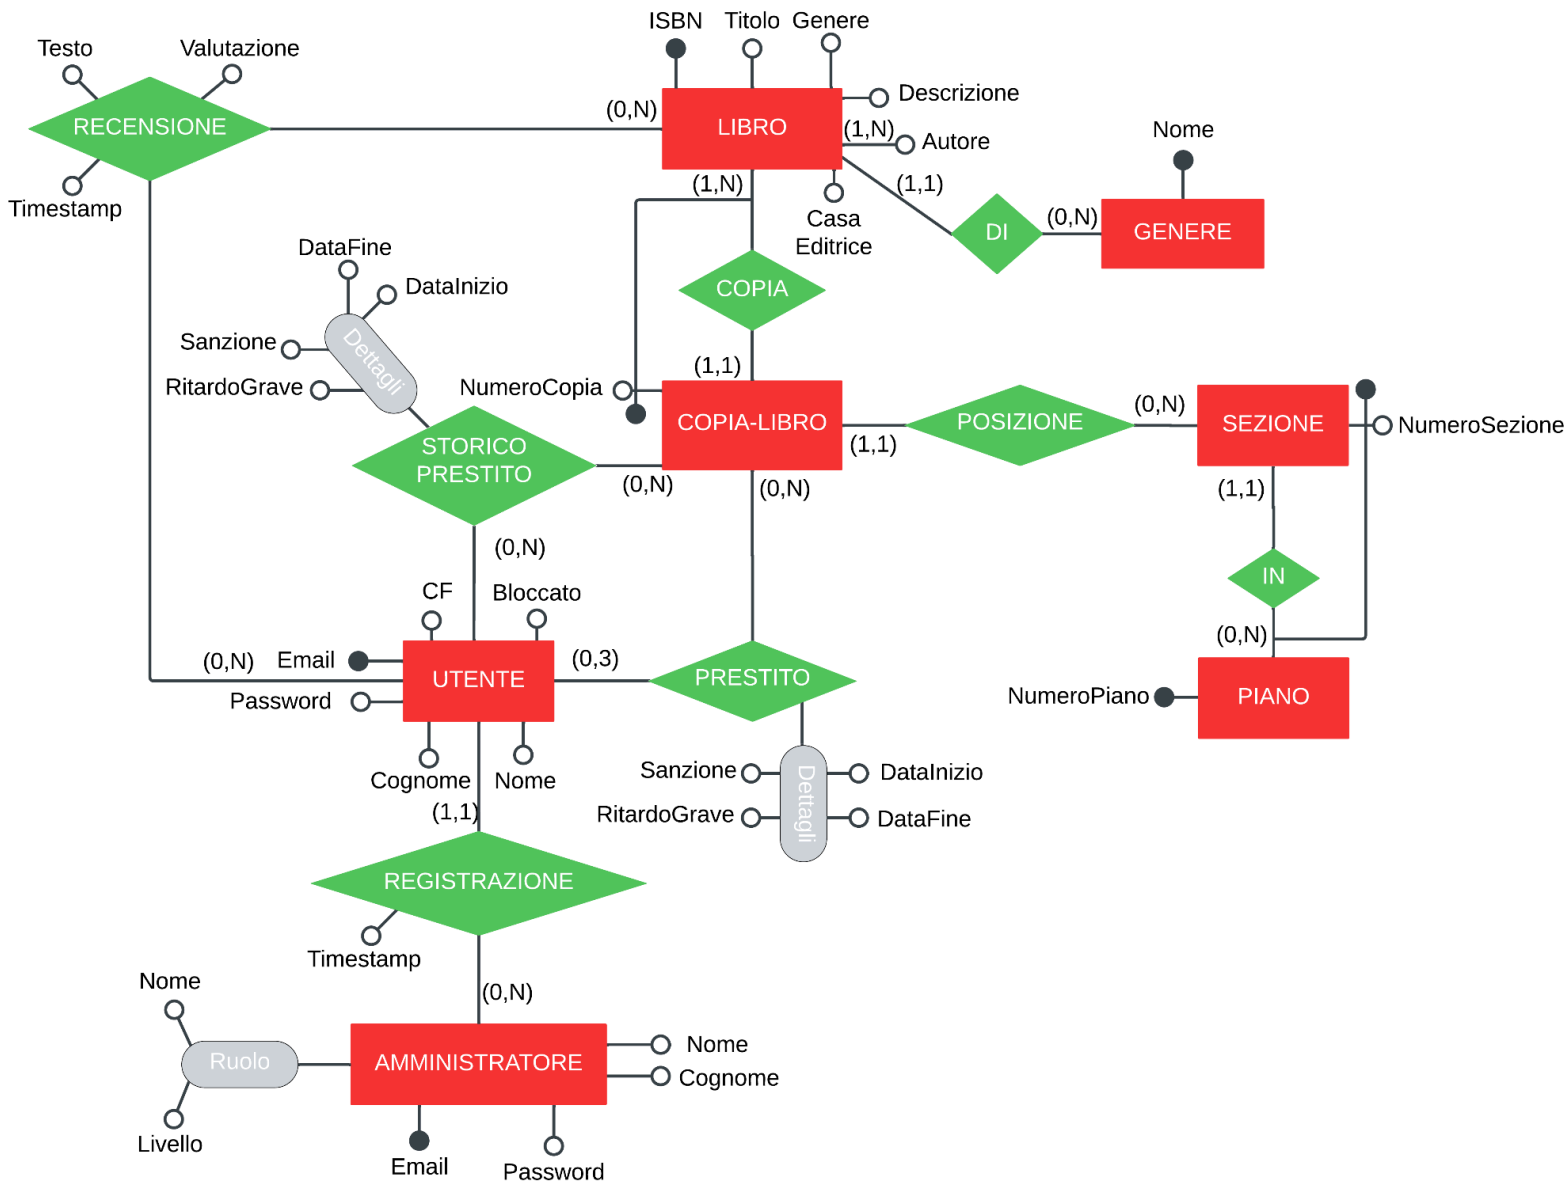 ISBN
Titolo
Genere
Testo
Valutazione
RECENSIONE
(0,N)
LIBRO
Descrizione
(1,N)
Autore
Nome
Timestamp
(1,N)
(1,1)
Casa
Editrice
DI
(0,N)
GENERE
DataFine
DataInizio
COPIA
Sanzione
Dettagli
RitardoGrave
(1,1)
NumeroCopia
COPIA-LIBRO
(1,1)
POSIZIONE
(0,N)
SEZIONE
NumeroSezione
STORICO
PRESTITO
(0,N)
(0,N)
(1,1)
(0,N)
IN
CF
Bloccato
(0,N)
Email
Password
UTENTE
(0,3)
PRESTITO
(0,N)
NumeroPiano
PIANO
Cognome
Nome
Sanzione
Dettagli
DataInizio
RitardoGrave
DataFine
(1,1)
REGISTRAZIONE
Timestamp
(0,N)
Nome
Ruolo
Livello
AMMINISTRATORE
Nome
Cognome
Email
Password